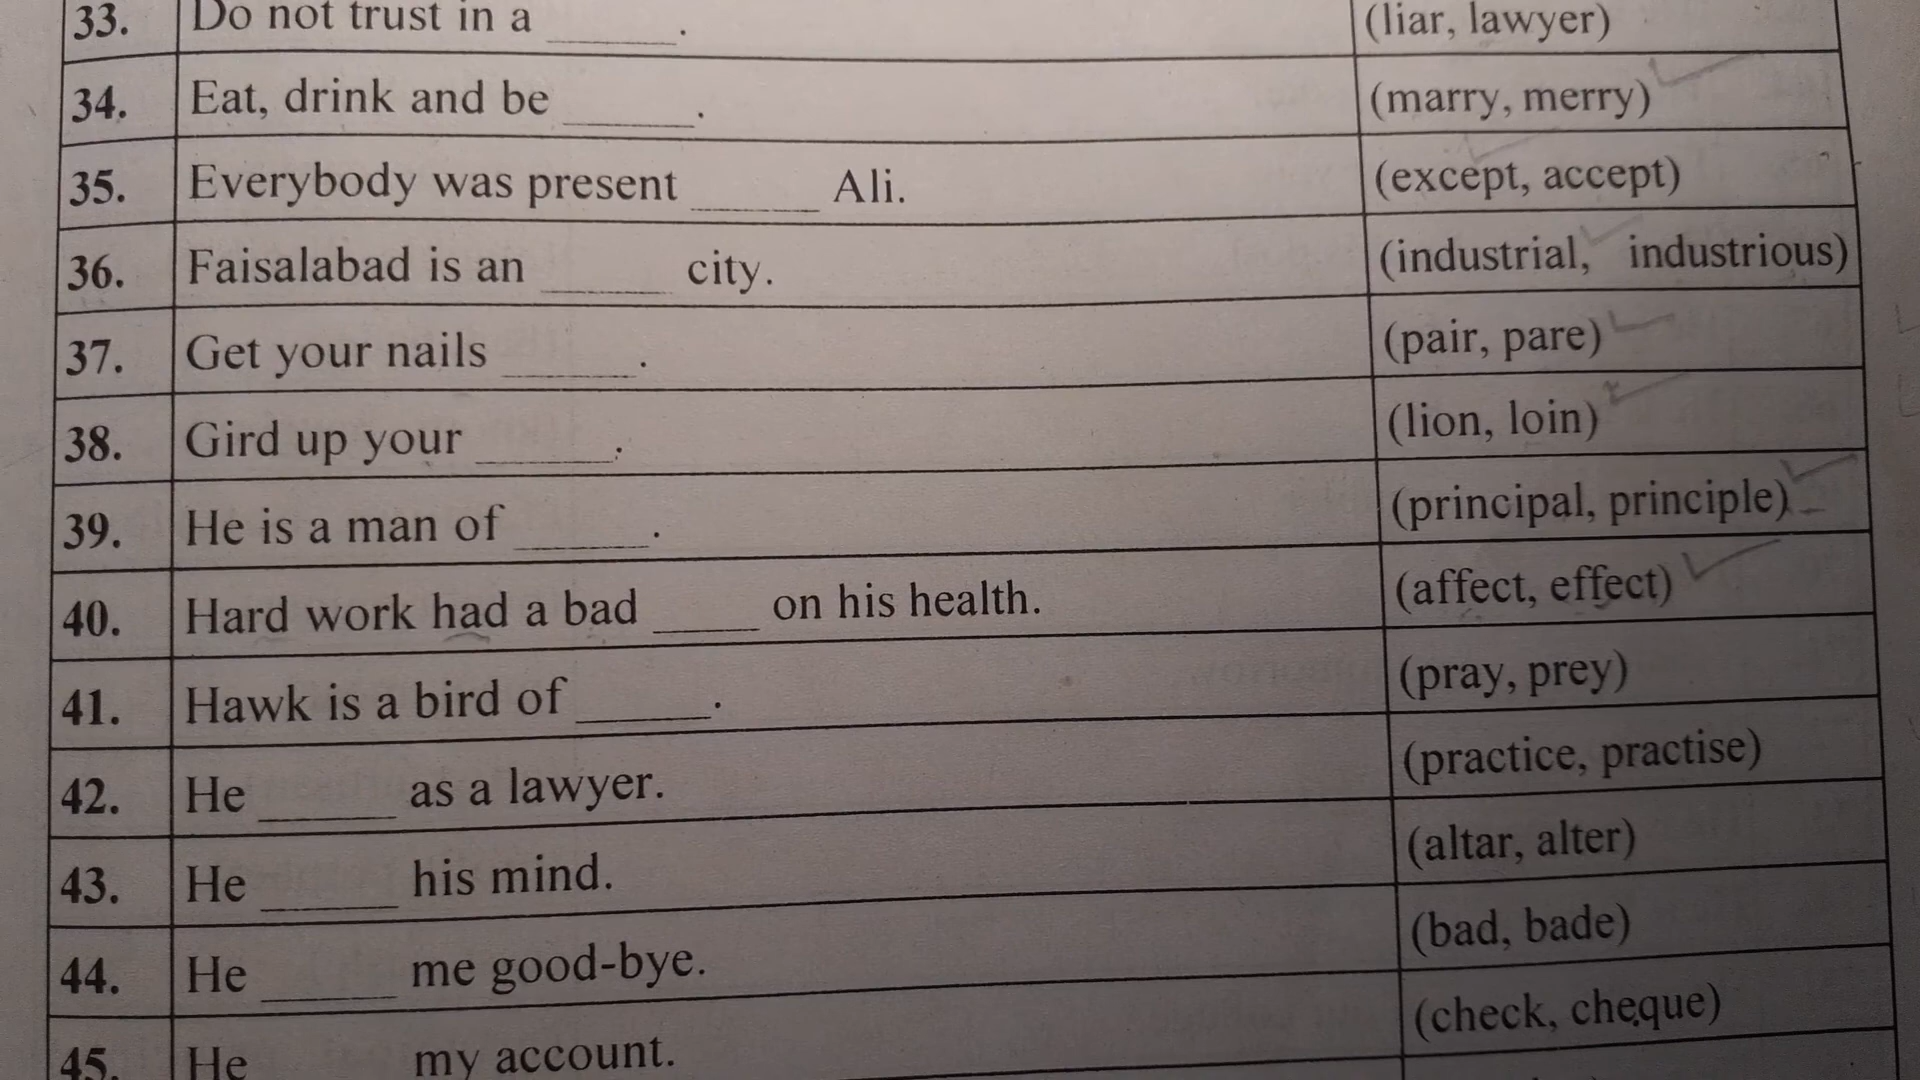 33. Do not trust in a ______. (liar, lawyer)
34. Eat, drink and be ______. (marry, merry)
35. Everybody was present ______ Ali. (except, accept)
36. Faisalabad is an ______ city. (industrial, industrious)
37. Get your nails ______. (pair, pare)
38. Gird up your ______. (lion, loin)
39. He is a man of ______. (principal, principle)
40. Hard work had a bad _____ on his health. (affect, effect)
41. Hawk is a bird of ______. (pray, prey)
42. He ______ as a lawyer. (practice, practise)
43. He ______ his mind. (altar, alter)
44. He ______ me good-bye. (bad, bade)
45. He my account. (check, cheque)